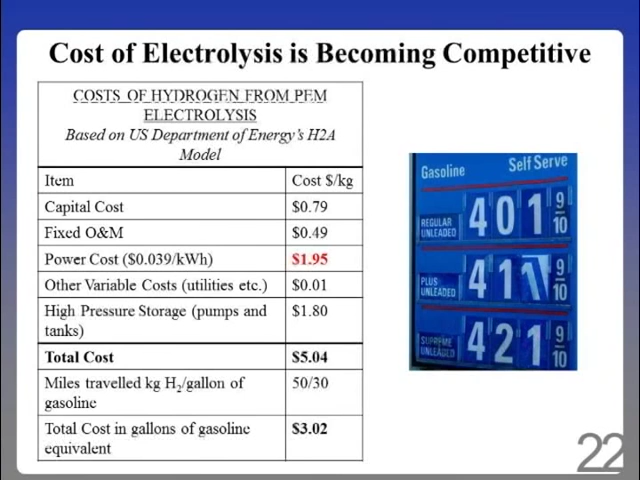 Cost of Electrolysis is Becoming Competitive
COSTS OF HYDROGEN FROM PEM
ELECTROLYSIS
Based on US Department of Energy's H2A
Model
Item Cost $/kg
Capital Cost $0.79
Fixed O&M $0.49
Power Cost ($0.039/kWh) $1.95
Other Variable Costs (utilities etc.) $0.01
High Pressure Storage (pumps and $1.80
tanks)
Total Cost $5.04
Miles travelled kg H₂/gallon of 50/30
gasoline
Total Cost in gallons of gasoline $3.02
equivalent
Gasoline Self Serve
REGULAR
UNLEADED 401 9/10
PLUS
UNLEADED 411 9/10
SUPREME
UNLEADED 421 9/10
22